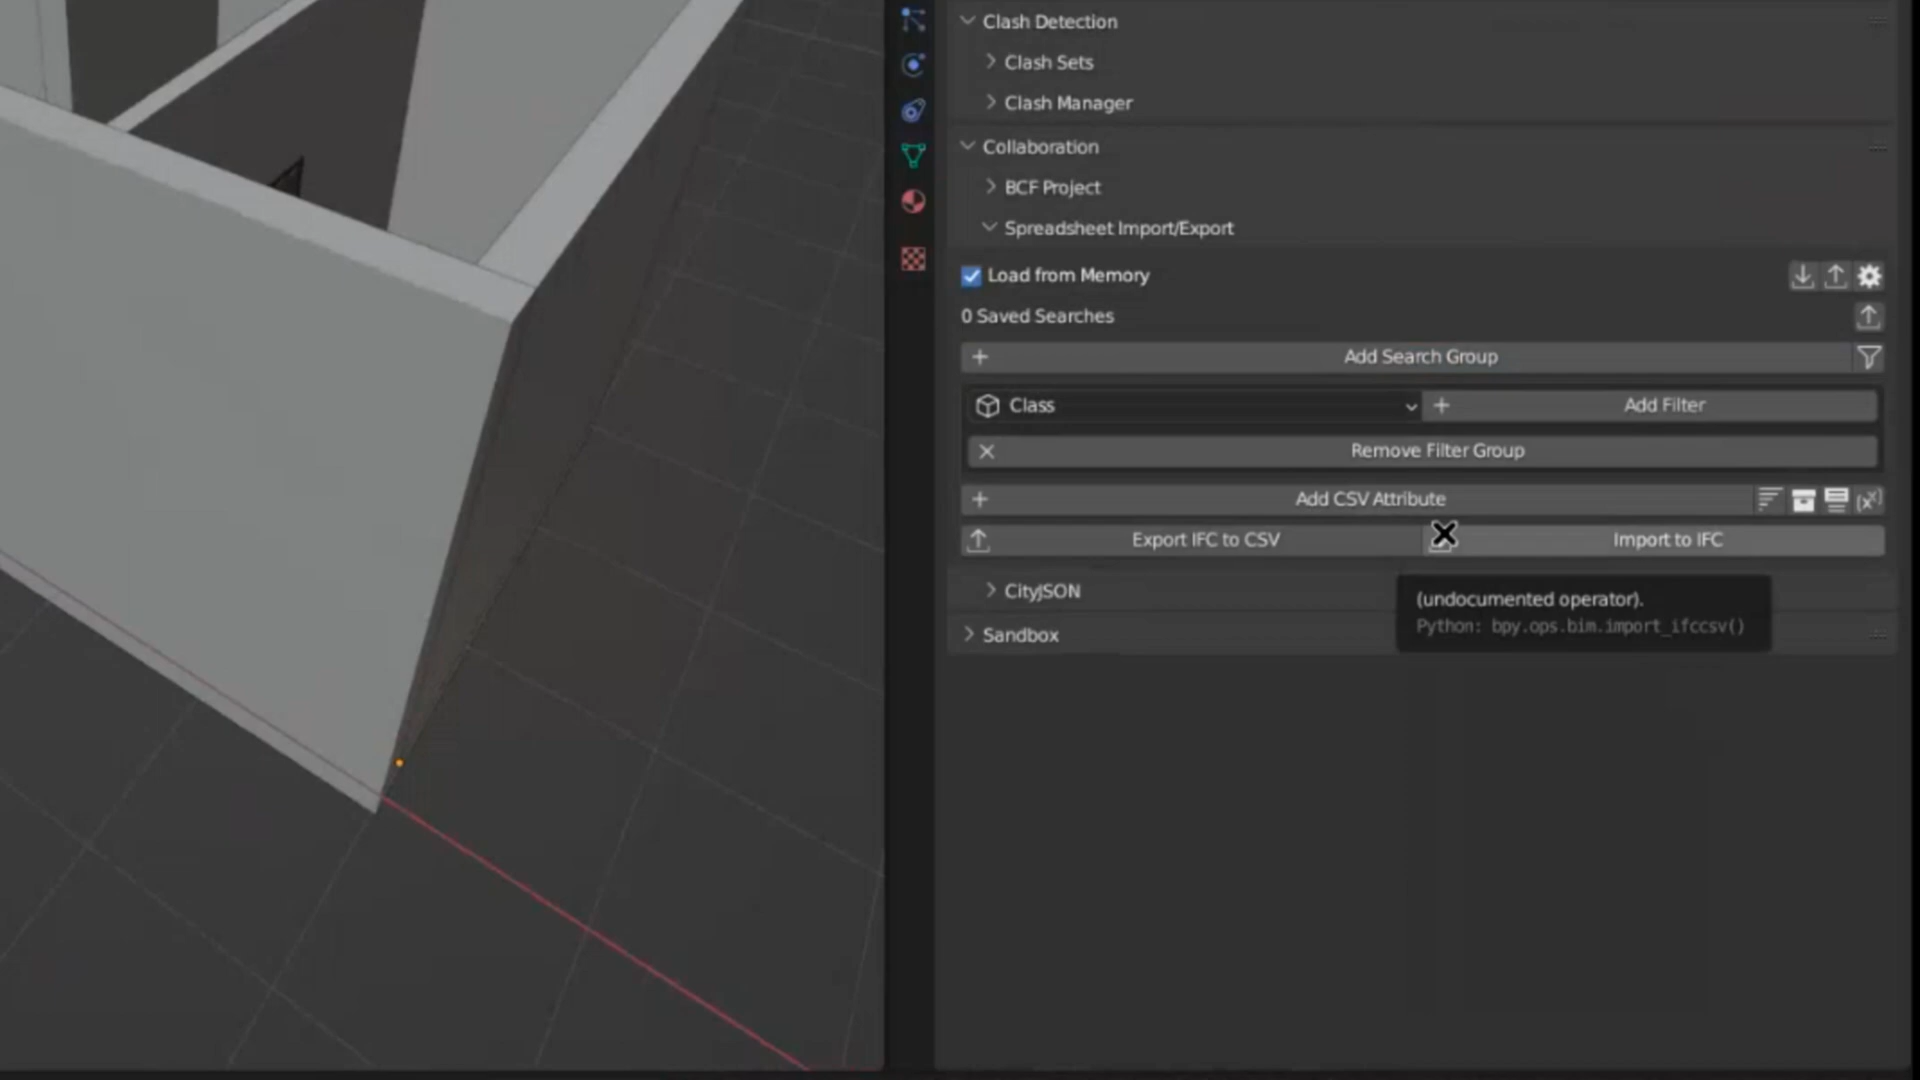 Clash Detection
Clash Sets
Clash Manager
Collaboration
BCF Project
Spreadsheet Import/Export
Load from Memory
0 Saved Searches
Add Search Group
Class
Add Filter
Remove Filter Group
Add CSV Attribute
Export IFC to CSV
Import to IFC
CityJSON
(undocumented operator).
Python: bpy.ops.bim.import_ifccsv()
Sandbox